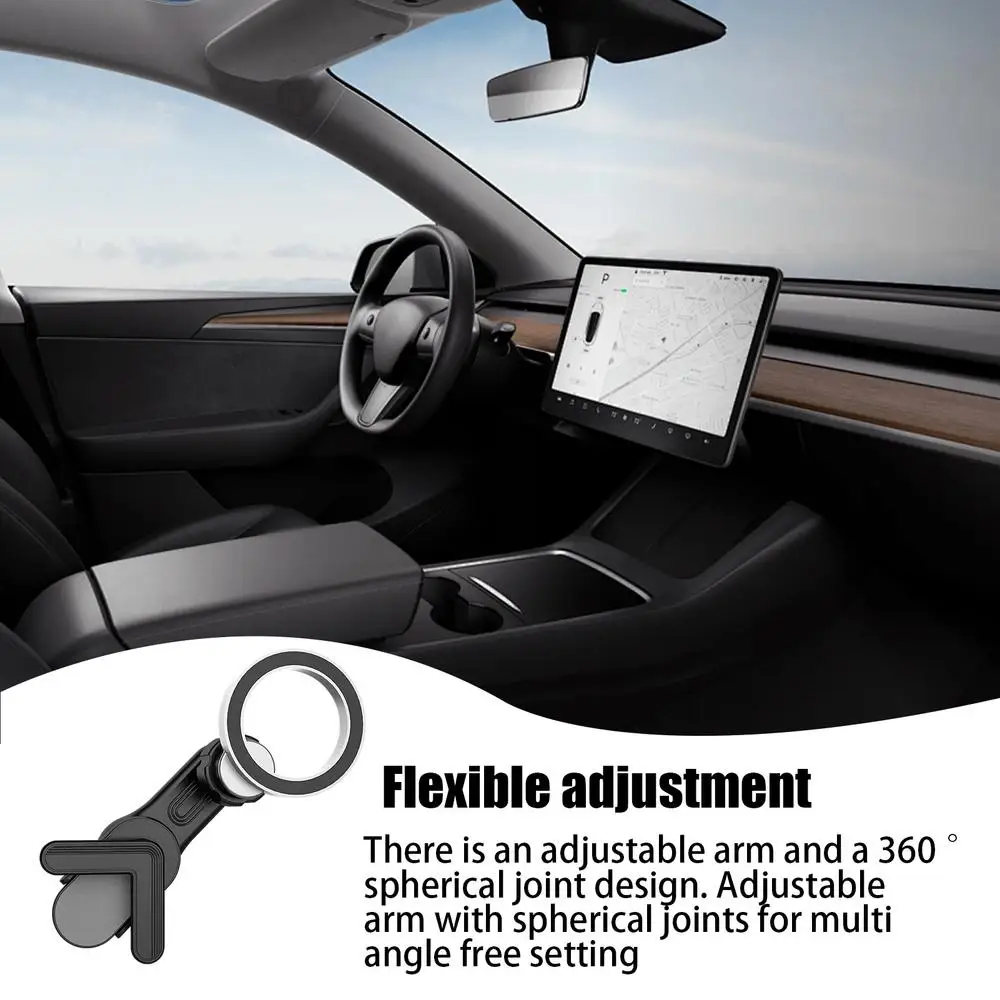 P
Flexible adjustment
There is an adjustable arm and a 360 °
spherical joint design. Adjustable
arm with spherical joints for multi
angle free setting